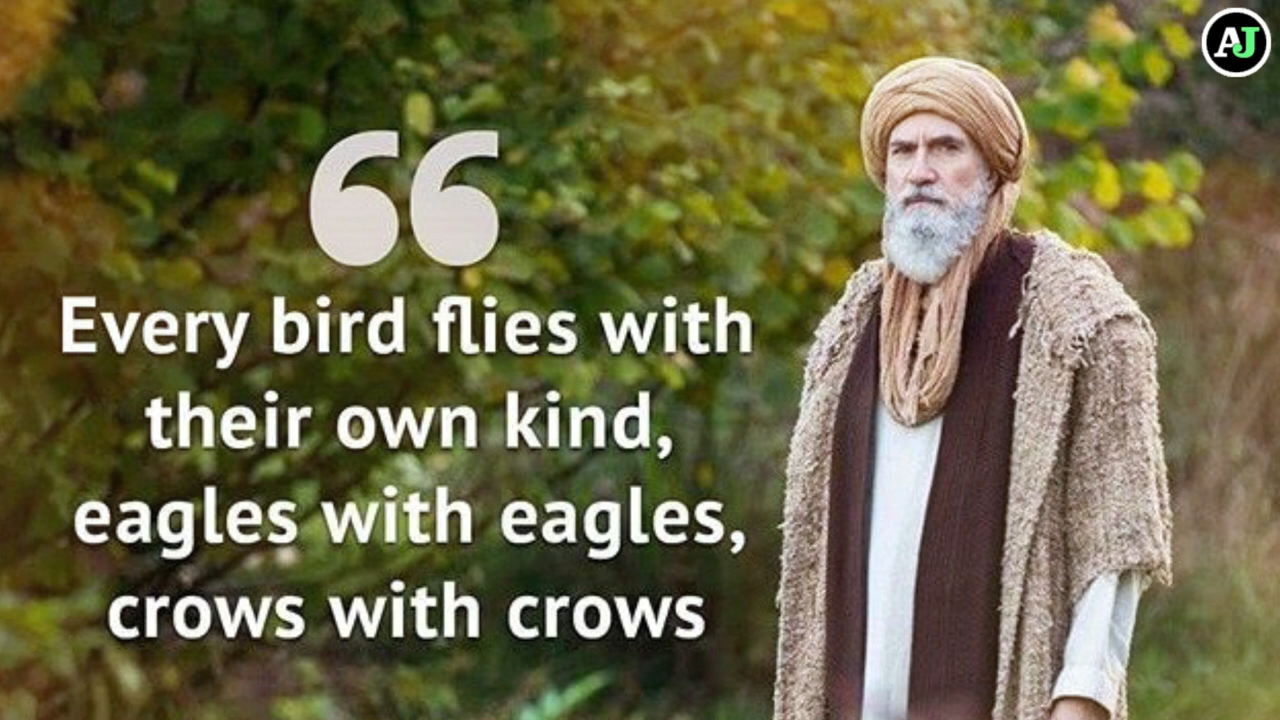 AJ
“
Every bird flies with
their own kind,
eagles with eagles,
crows with crows